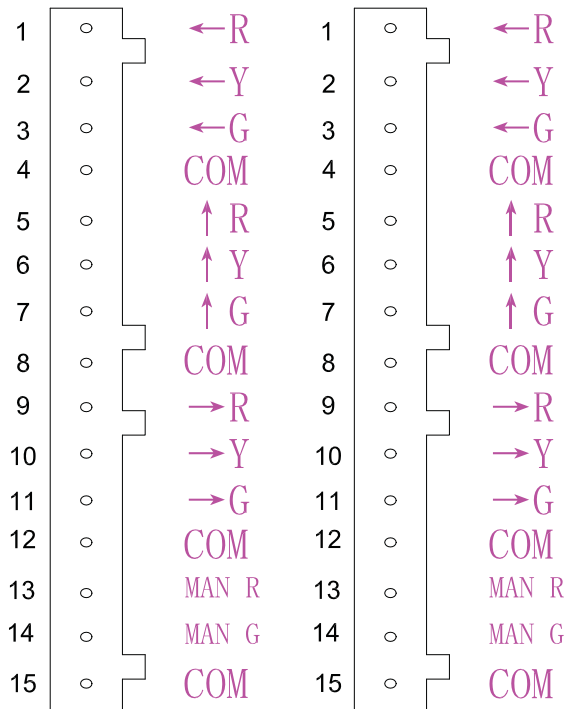 1 ←R 1 ←R
2 ←Y 2 ←Y
3 ←G 3 ←G
4 COM 4 COM
5 ↑ R 5 ↑ R
6 ↑ Y 6 ↑ Y
7 ↑ G 7 ↑ G
8 COM 8 COM
9 →R 9 →R
10 →Y 10 →Y
11 →G 11 →G
12 COM 12 COM
13 MAN R 13 MAN R
14 MAN G 14 MAN G
15 COM 15 COM